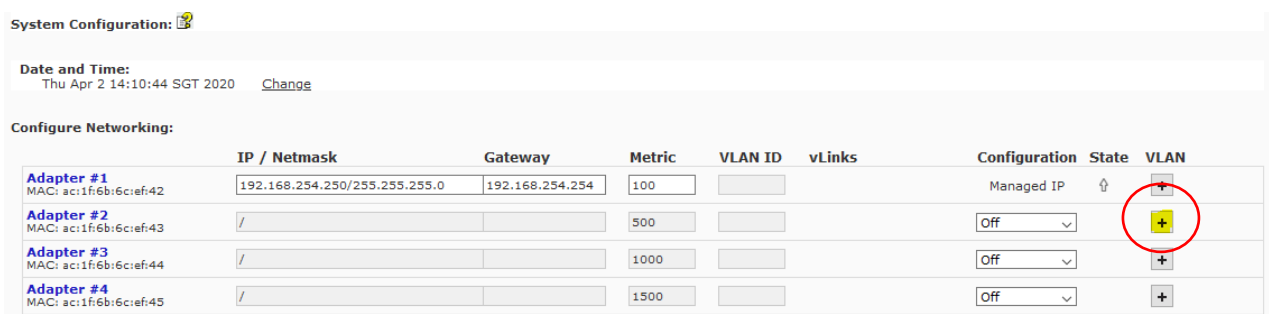 System Configuration:
Date and Time:
Thu Apr 2 14:10:44 SGT 2020 Change
Configure Networking:
IP / Netmask Gateway Metric VLAN ID vLinks Configuration State VLAN
Adapter #1 192.168.254.250/255.255.255.0 192.168.254.254 100 Managed IP +
MAC: ac:1f:6b:6c:ef:42
Adapter #2 / 500 Off +
MAC: ac:1f:6b:6c:ef:43
Adapter #3 / 1000 Off +
MAC: ac:1f:6b:6c:ef:44
Adapter #4 / 1500 Off +
MAC: ac:1f:6b:6c:ef:45